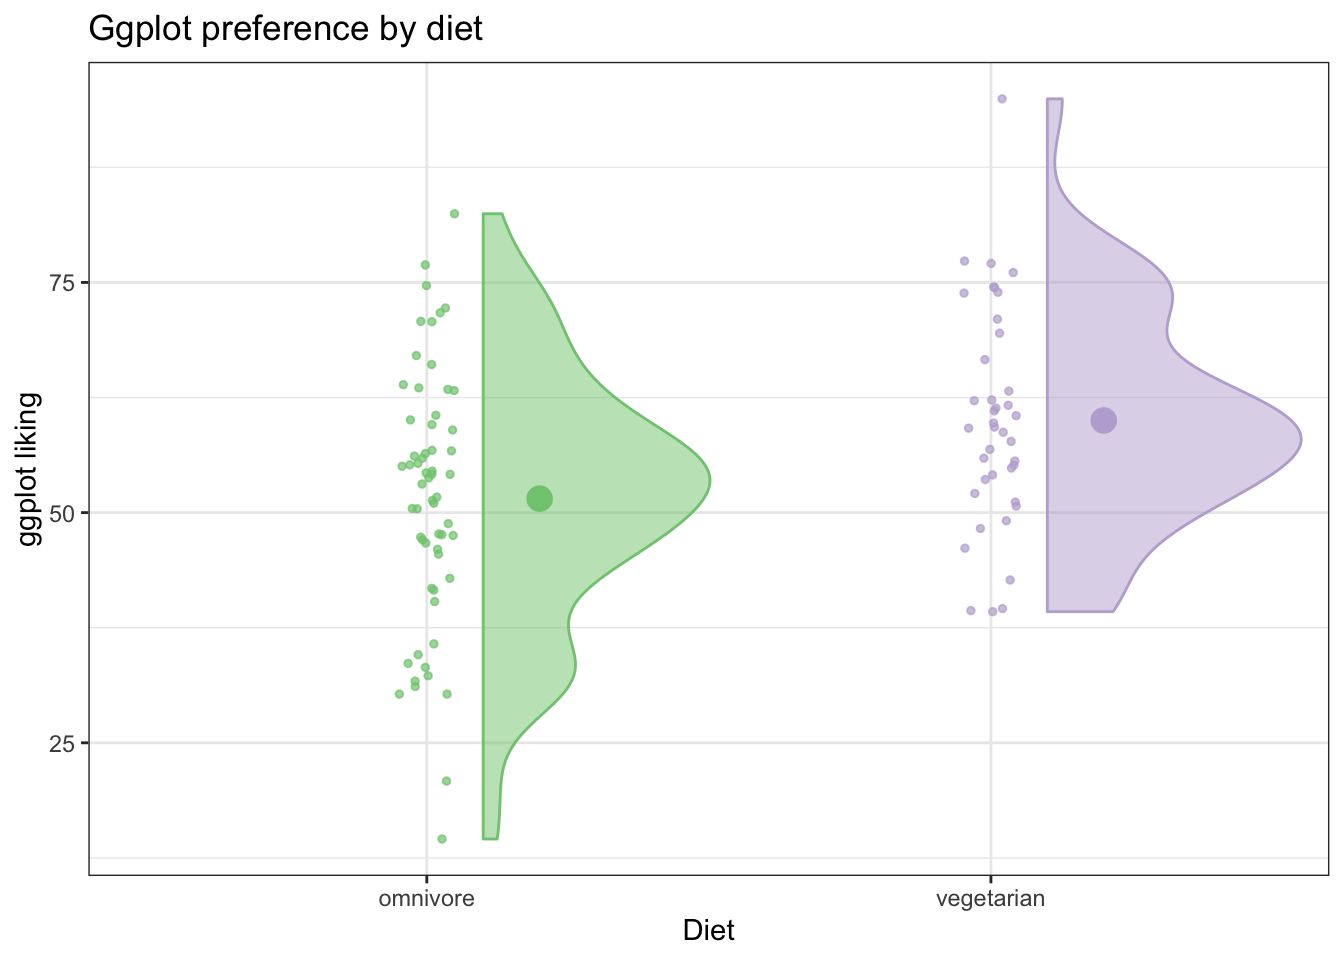 Ggplot preference by diet
ggplot liking
75
50
25
omnivore
vegetarian
Diet